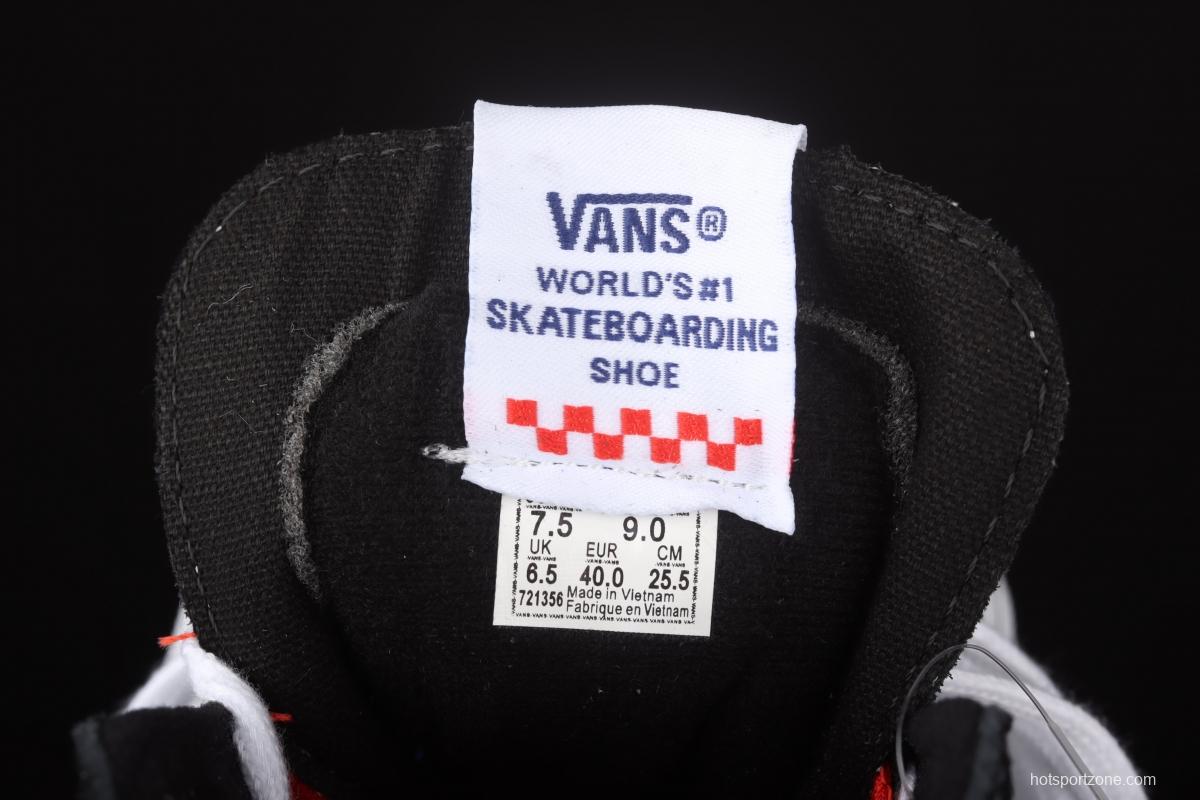 VANS®
WORLD'S #1
SKATEBOARDING
SHOE
7.5 9.0
UK EUR CM
6.5 40.0 25.5
721356 Made in Vietnam
Fabrique en Vietnam
hotsportzone.com